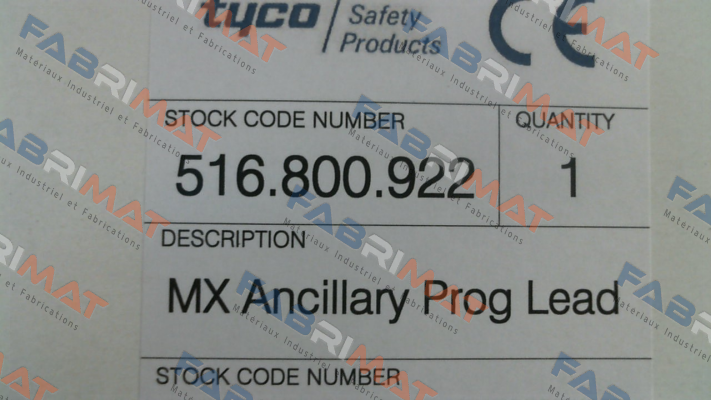 tyco / Safety Products
CE
STOCK CODE NUMBER
QUANTITY
516.800.922
1
DESCRIPTION
MX Ancillary Prog Lead
STOCK CODE NUMBER
FABRIMAT
Materiaux Industriel et Fabrications